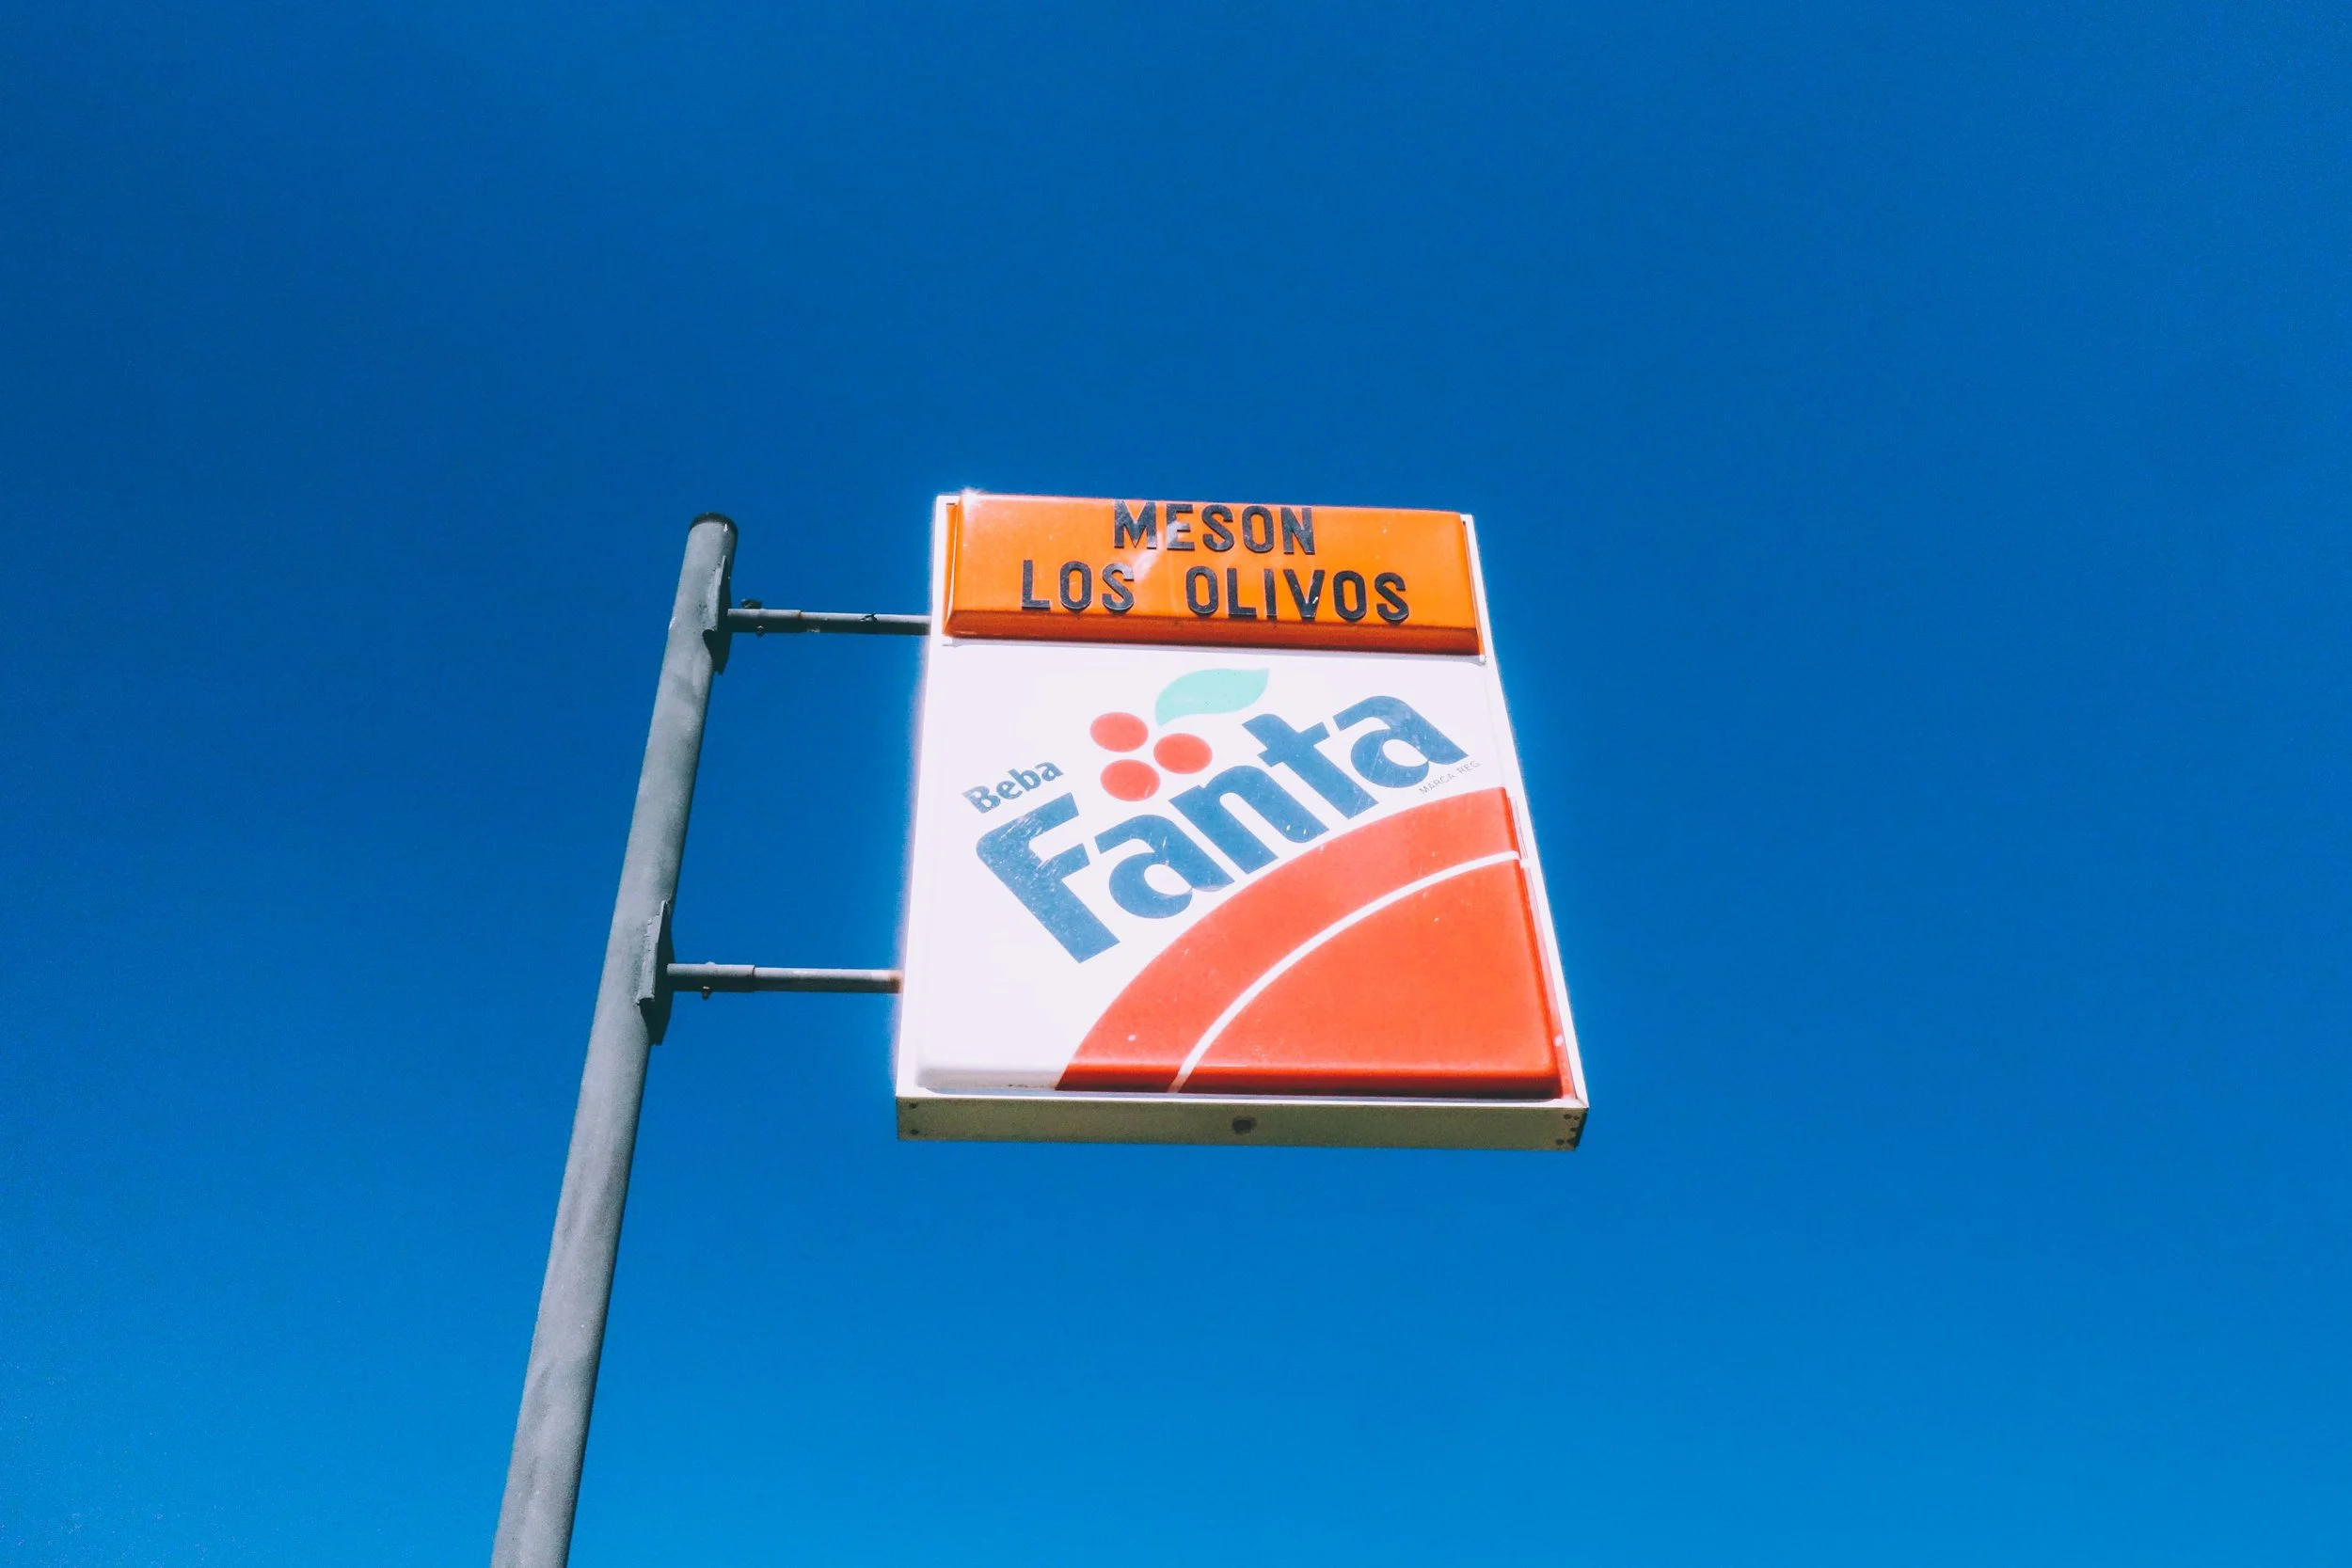 MESON
LOS OLIVOS
Beba
Fanta
MARCA REG